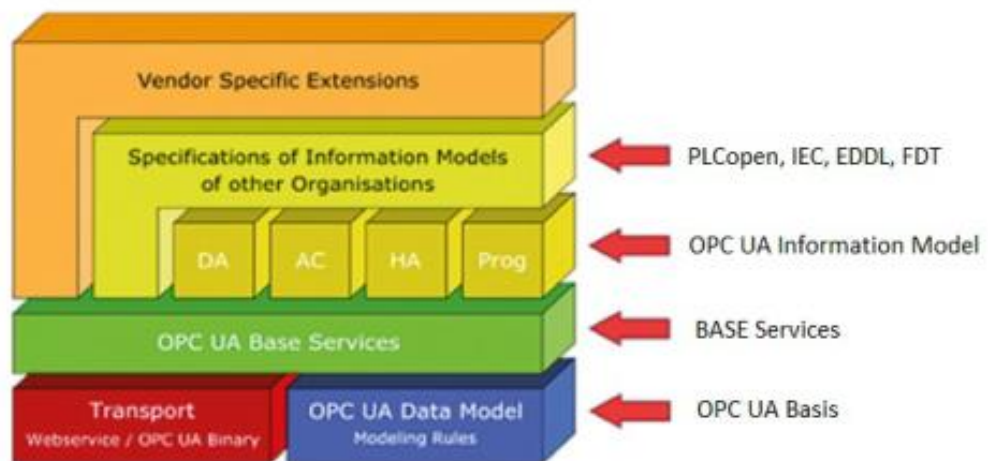 Vendor Specific Extensions
Specifications of Information Models
of other Organisations
PLCopen, IEC, EDDL, FDT
DA AC HA Prog
OPC UA Information Model
OPC UA Base Services
BASE Services
Transport
Webservice / OPC UA Binary
OPC UA Data Model
Modeling Rules
OPC UA Basis